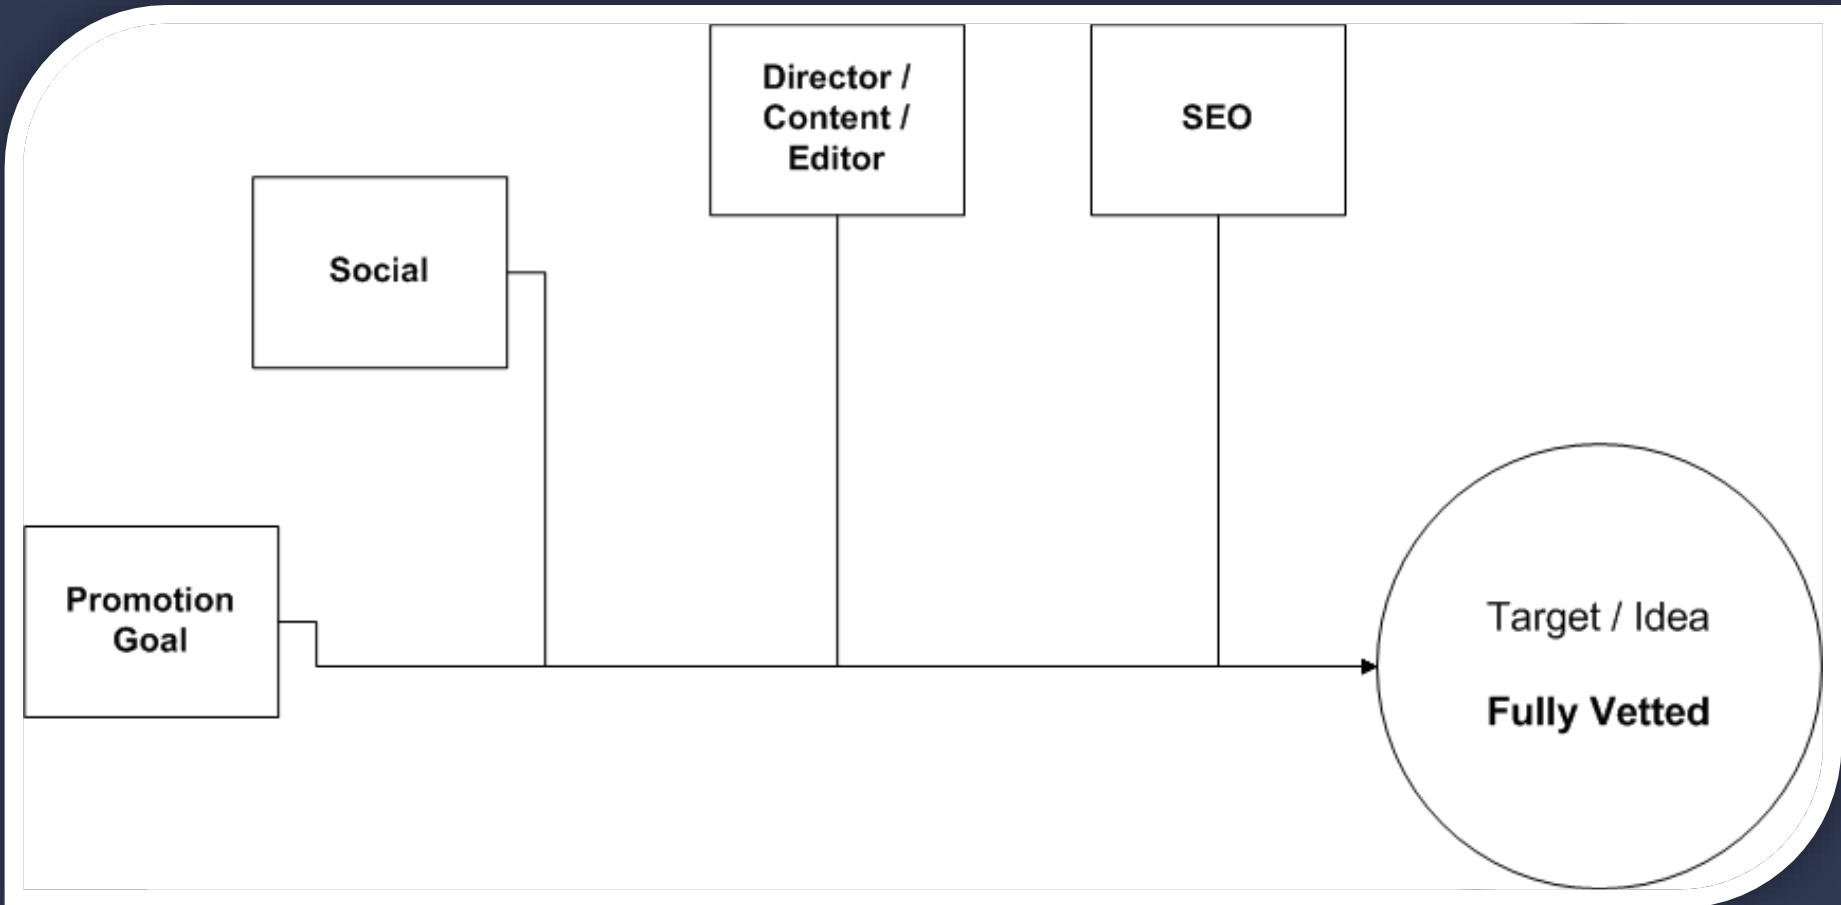 Director /
Content /
Editor
SEO
Social
Promotion
Goal
Target / Idea
Fully Vetted